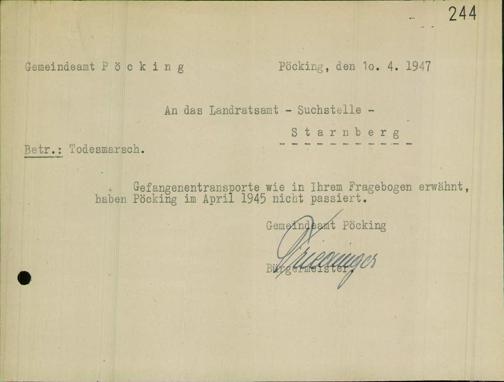 244
Gemeindeamt P ö c k i n g Pöcking, den 1o. 4. 1947
An das Landratsamt - Suchstelle -
S t a r n b e r g
Betr.: Todesmarsch.
Gefangenentransporte wie in Ihrem Fragebogen erwähnt,
haben Pöcking im April 1945 nicht passiert.
Gemeindeamt Pöcking
Bürgermeister.